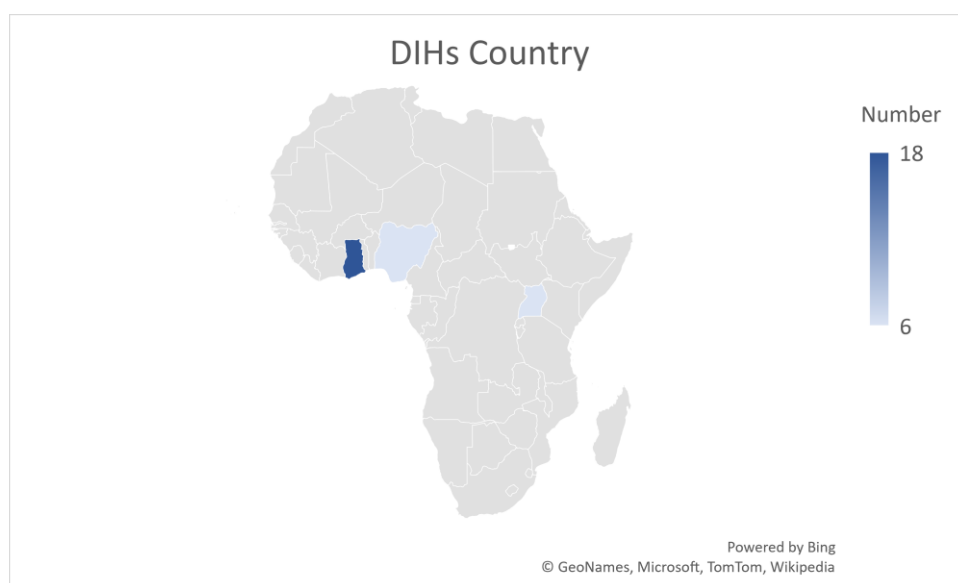 DIHs Country
Number
18
6
Powered by Bing
© GeoNames, Microsoft, TomTom, Wikipedia